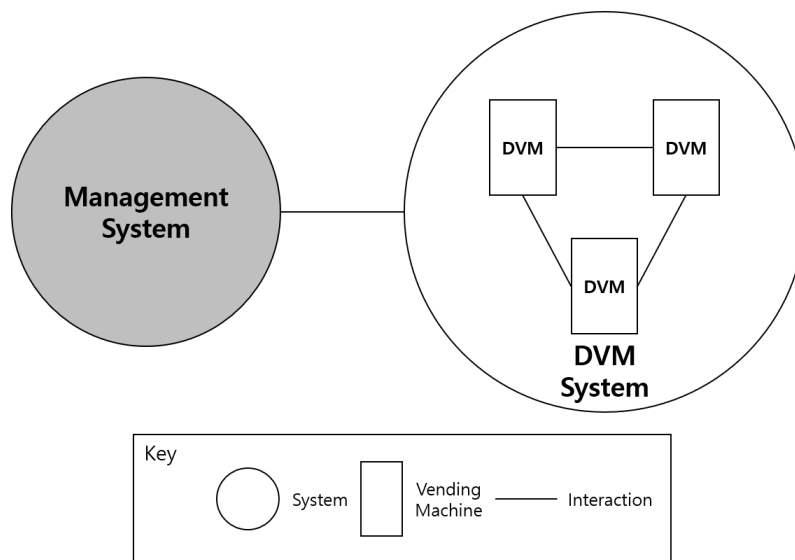 Management
System
DVM
DVM
DVM
DVM
System
Key
System
Vending
Machine
Interaction